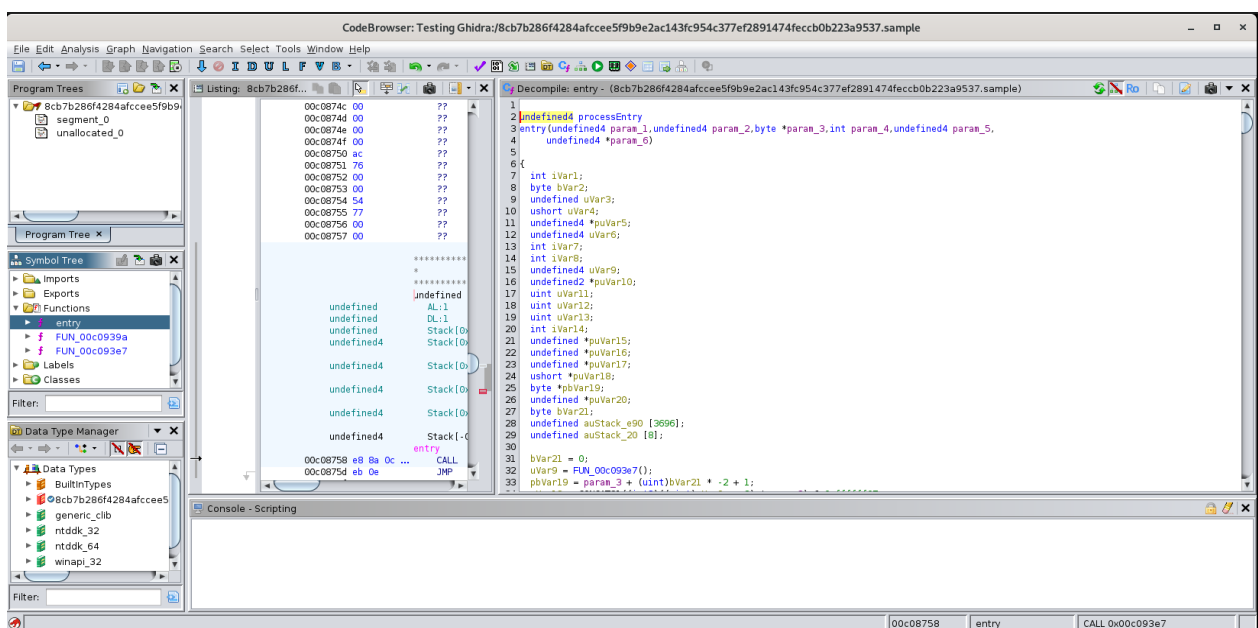 CodeBrowser: Testing Ghidra:/8cb7b286f4284afccee5f9b9e2ac143fc954c377ef2891474feccb0b223a9537.sample
File Edit Analysis Graph Navigation Search Select Tools Window Help
I D U L F V B
Program Trees
8cb7b286f4284afccee5f9b9
segment_0
unallocated_0
Program Tree
Symbol Tree
Imports
Exports
Functions
f entry
f FUN_00c0939a
f FUN_00c093e7
Labels
Classes
Filter:
Data Type Manager
Data Types
BuiltInTypes
8cb7b286f4284afccee5
generic_clib
ntddk_32
ntddk_64
winapi_32
Filter:
Listing: 8cb7b286f...
00c0874c 00 ??
00c0874d 00 ??
00c0874e 00 ??
00c0874f 00 ??
00c08750 ac ??
00c08751 76 ??
00c08752 00 ??
00c08753 00 ??
00c08754 54 ??
00c08755 77 ??
00c08756 00 ??
00c08757 00 ??
**********
*
**********
undefined
undefined AL:1
undefined DL:1
undefined Stack[0x
undefined4 Stack[0x
undefined4 Stack[0x
undefined4 Stack[0x
undefined4 Stack[0x
undefined4 Stack[-0
entry
00c08758 e8 8a 0c ... CALL
00c0875d eb 0e JMP
Decompile: entry - (8cb7b286f4284afccee5f9b9e2ac143fc954c377ef2891474feccb0b223a9537.sample)
Ro
1
2 undefined4 processEntry
3 entry(undefined4 param_1,undefined4 param_2,byte *param_3,int param_4,undefined4 param_5,
4 undefined4 *param_6)
5
6 {
7 int iVar1;
8 byte bVar2;
9 undefined uVar3;
10 ushort uVar4;
11 undefined4 *puVar5;
12 undefined4 uVar6;
13 int iVar7;
14 int iVar8;
15 undefined4 uVar9;
16 undefined2 *puVar10;
17 uint uVar11;
18 uint uVar12;
19 uint uVar13;
20 int iVar14;
21 undefined *puVar15;
22 undefined *puVar16;
23 undefined *puVar17;
24 ushort *puVar18;
25 byte *pbVar19;
26 undefined *puVar20;
27 byte bVar21;
28 undefined auStack_e90 [3696];
29 undefined auStack_20 [8];
30
31 bVar21 = 0;
32 uVar9 = FUN_00c093e7();
33 pbVar19 = param_3 + (uint)bVar21 * -2 + 1;
Console - Scripting
00c08758
entry
CALL 0x00c093e7